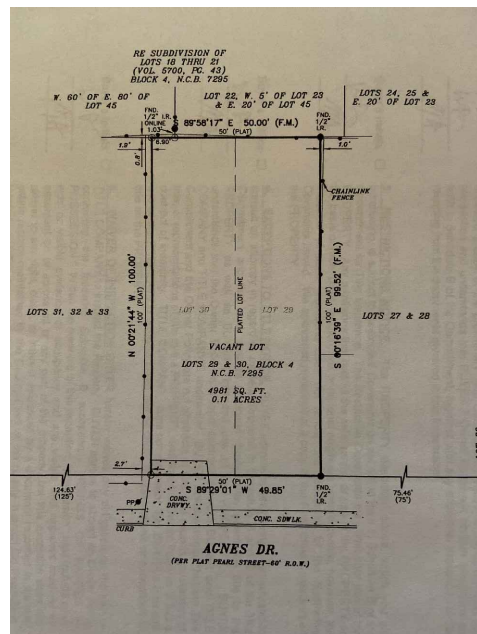 RE SUBDIVISION OF
LOTS 18 THRU 21
(VOL. 5700, PG. 43)
BLOCK 4, N.C.B. 7295
W. 60' OF E. 80' OF
LOT 45
LOT 22, W. 5' OF LOT 23
& E. 20' OF LOT 45
LOTS 24, 25 &
E. 20' OF LOT 23
FND.
1/2" I.R.
ONLINE
1.03'
S 89°58'17" E 50.00' (F.M.)
50' (PLAT)
FND.
1/2"
I.R.
1.9'
6.90'
1.0'
0.8'
CHAINLINK
FENCE
N 00°21'44" W 100.00'
100' (PLAT)
PLATTED LOT LINE
100' (PLAT)
S 00°16'39" E 99.52' (F.M.)
LOTS 31, 32 & 33
LOT 30
LOT 29
LOTS 27 & 28
VACANT LOT
LOTS 29 & 30, BLOCK 4
N.C.B. 7295
4981 SQ. FT.
0.11 ACRES
2.7'
50' (PLAT)
S 89°29'01" W 49.85'
FND.
1/2"
I.R.
124.63'
(125')
75.46'
(75')
PP
CONC.
DRVWY.
CONC. SDWLK.
CURB
AGNES DR.
(PER PLAT PEARL STREET-60' R.O.W.)